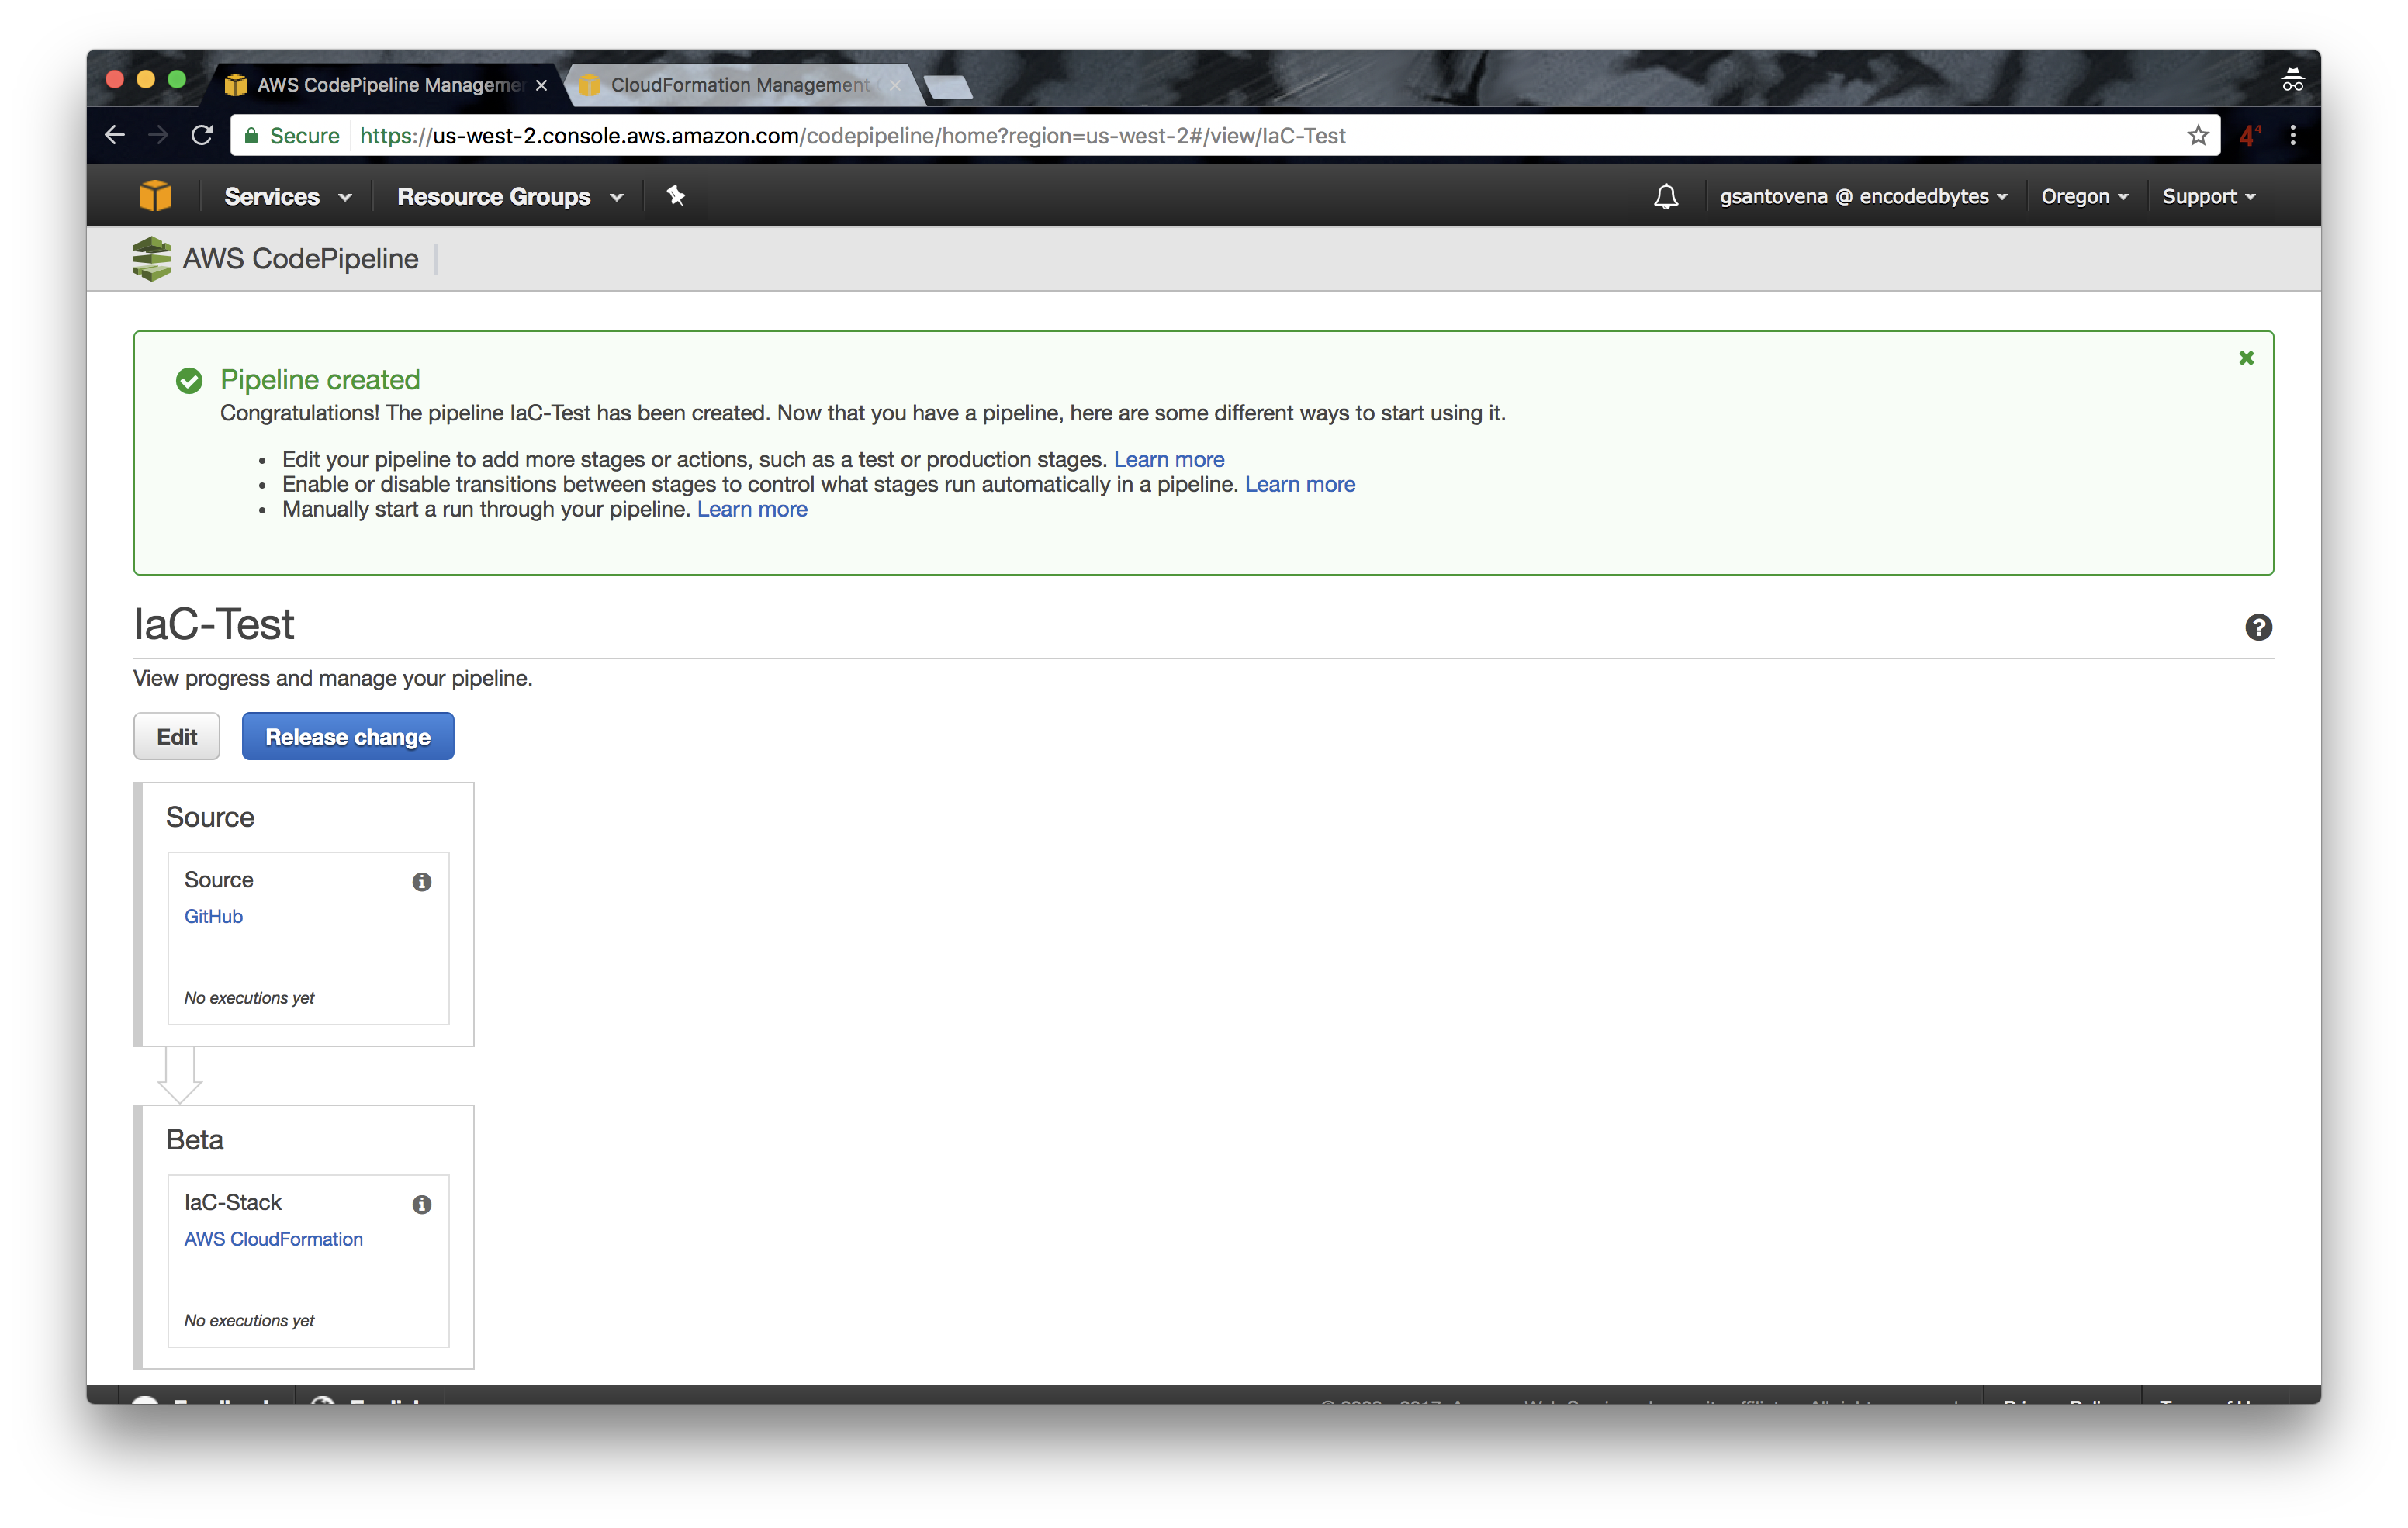 AWS CodePipeline Manageme
CloudFormation Management
Secure
https://us-west-2.console.aws.amazon.com/codepipeline/home?region=us-west-2#/view/IaC-Test
4⁴
Services
Resource Groups
gsantovena @ encodedbytes
Oregon
Support
AWS CodePipeline
Pipeline created
Congratulations! The pipeline IaC-Test has been created. Now that you have a pipeline, here are some different ways to start using it.
Edit your pipeline to add more stages or actions, such as a test or production stages. Learn more
Enable or disable transitions between stages to control what stages run automatically in a pipeline. Learn more
Manually start a run through your pipeline. Learn more
IaC-Test
View progress and manage your pipeline.
Edit
Release change
Source
Source
GitHub
No executions yet
Beta
IaC-Stack
AWS CloudFormation
No executions yet